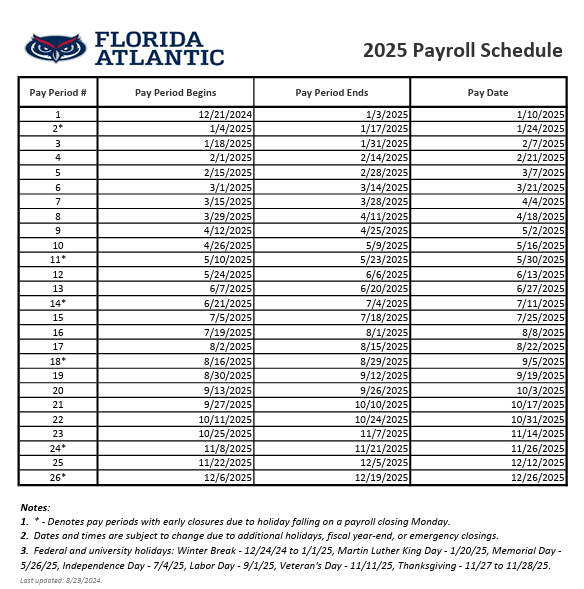 FLORIDA
ATLANTIC
2025 Payroll Schedule
Pay Period # Pay Period Begins Pay Period Ends Pay Date
1 12/21/2024 1/3/2025 1/10/2025
2* 1/4/2025 1/17/2025 1/24/2025
3 1/18/2025 1/31/2025 2/7/2025
4 2/1/2025 2/14/2025 2/21/2025
5 2/15/2025 2/28/2025 3/7/2025
6 3/1/2025 3/14/2025 3/21/2025
7 3/15/2025 3/28/2025 4/4/2025
8 3/29/2025 4/11/2025 4/18/2025
9 4/12/2025 4/25/2025 5/2/2025
10 4/26/2025 5/9/2025 5/16/2025
11* 5/10/2025 5/23/2025 5/30/2025
12 5/24/2025 6/6/2025 6/13/2025
13 6/7/2025 6/20/2025 6/27/2025
14* 6/21/2025 7/4/2025 7/11/2025
15 7/5/2025 7/18/2025 7/25/2025
16 7/19/2025 8/1/2025 8/8/2025
17 8/2/2025 8/15/2025 8/22/2025
18* 8/16/2025 8/29/2025 9/5/2025
19 8/30/2025 9/12/2025 9/19/2025
20 9/13/2025 9/26/2025 10/3/2025
21 9/27/2025 10/10/2025 10/17/2025
22 10/11/2025 10/24/2025 10/31/2025
23 10/25/2025 11/7/2025 11/14/2025
24* 11/8/2025 11/21/2025 11/26/2025
25 11/22/2025 12/5/2025 12/12/2025
26* 12/6/2025 12/19/2025 12/26/2025
Notes:
1. * - Denotes pay periods with early closures due to holiday falling on a payroll closing Monday.
2. Dates and times are subject to change due to additional holidays, fiscal year-end, or emergency closings.
3. Federal and university holidays: Winter Break - 12/24/24 to 1/1/25, Martin Luther King Day - 1/20/25, Memorial Day -
5/26/25, Independence Day - 7/4/25, Labor Day - 9/1/25, Veteran's Day - 11/11/25, Thanksgiving - 11/27 to 11/28/25.
Last updated: 8/29/2024.